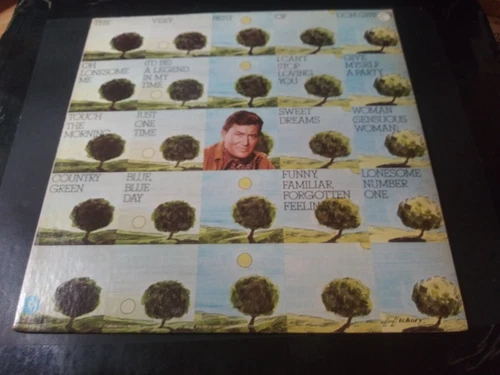 THE VERY BEST OF DON GIBSON
OH
LONESOME
ME
(I'D BE)
A LEGEND
IN MY
TIME
I CAN'T
STOP
LOVING
YOU
GIVE
MYSELF
A PARTY
TOUCH
THE
MORNING
JUST
ONE
TIME
SWEET
DREAMS
WOMAN
(SENSUOUS
WOMAN)
COUNTRY
GREEN
BLUE,
BLUE
DAY
FUNNY,
FAMILIAR,
FORGOTTEN
FEELINGS
LONESOME
NUMBER
ONE